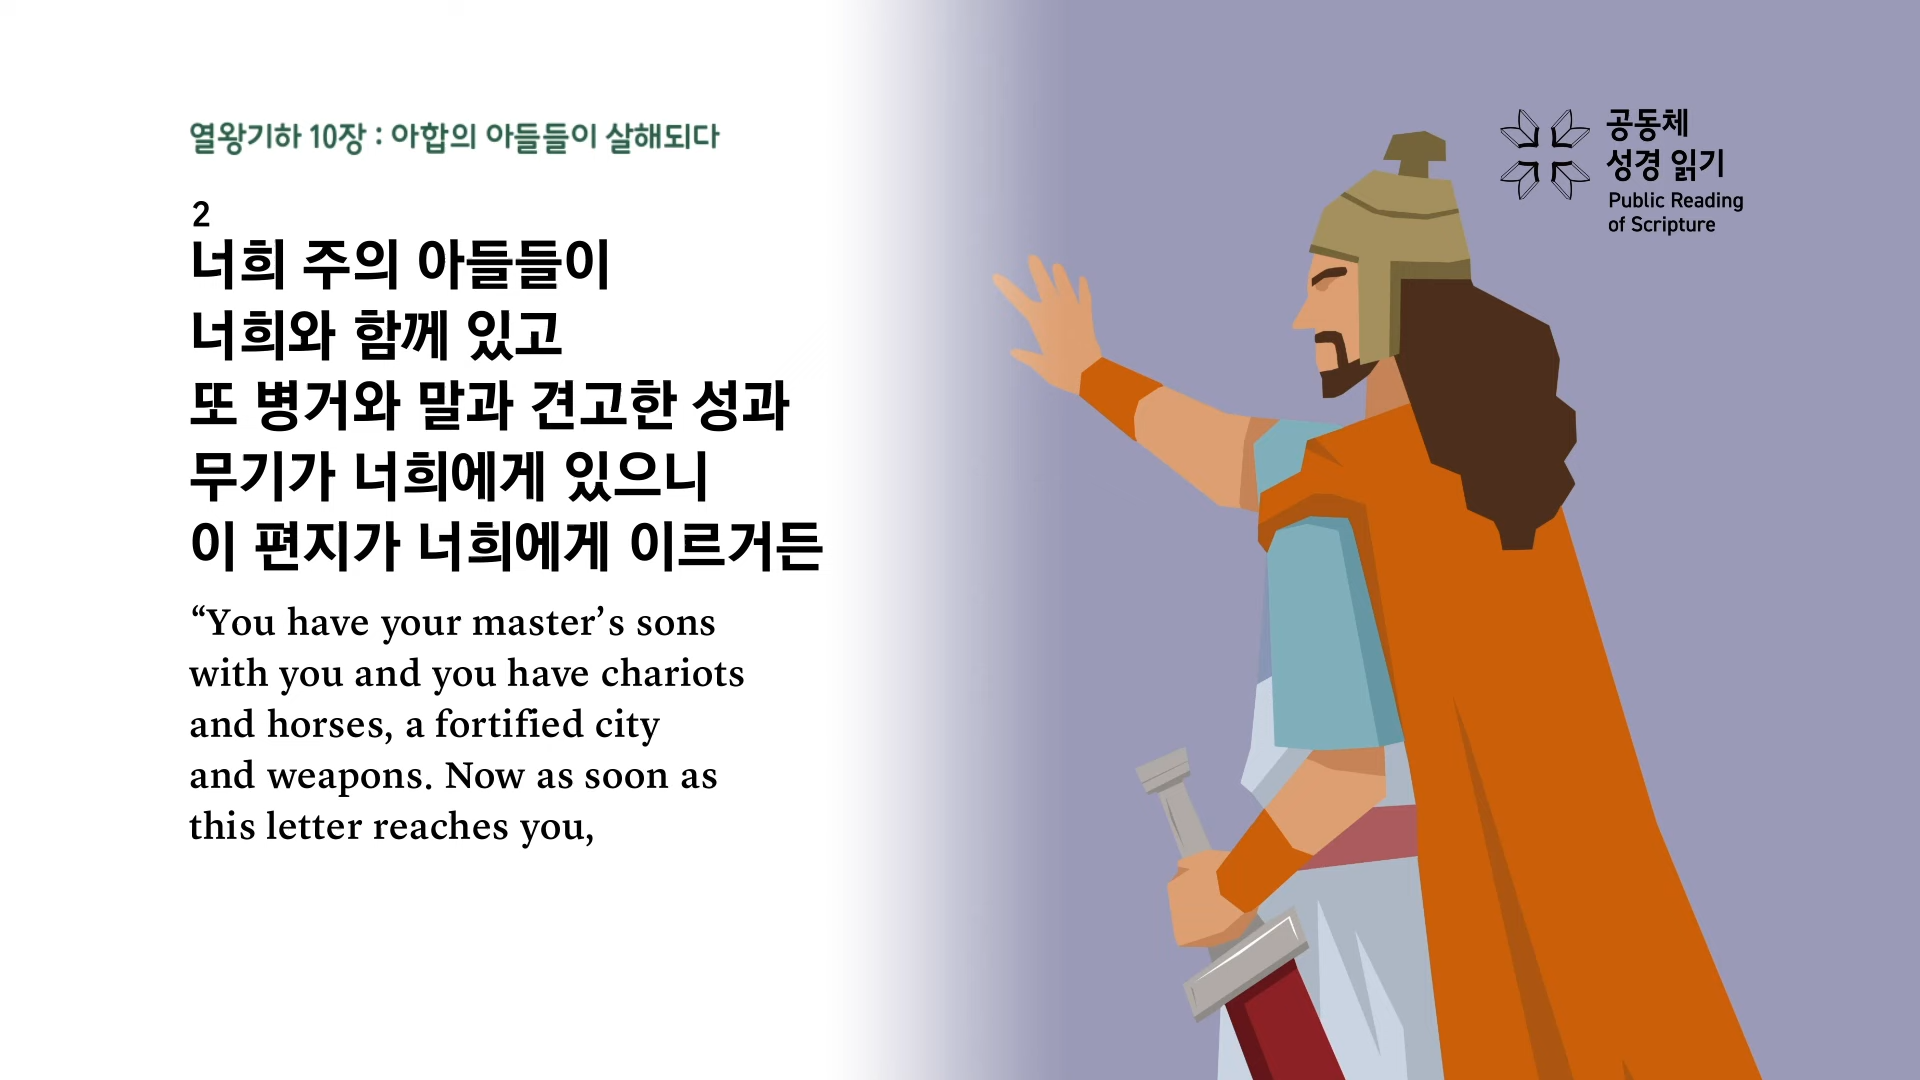 열왕기하 10장 : 아합의 아들들이 살해되다
2
너희 주의 아들들이
너희와 함께 있고
또 병거와 말과 견고한 성과
무기가 너희에게 있으니
이 편지가 너희에게 이르거든
“You have your master’s sons
with you and you have chariots
and horses, a fortified city
and weapons. Now as soon as
this letter reaches you,
공동체
성경 읽기
Public Reading
of Scripture